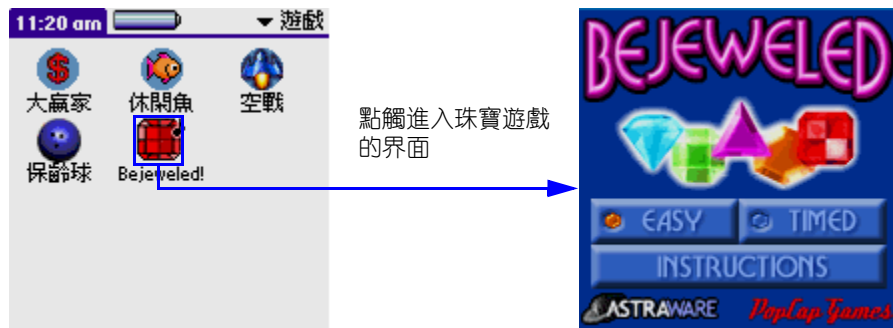 11:20 am
遊戲
大贏家
休閑魚
空戰
保齡球
Bejeweled!
點觸進入珠寶遊戲
的界面
BEJEWELED
EASY
TIMED
INSTRUCTIONS
ASTRAWARE
PopCap Games